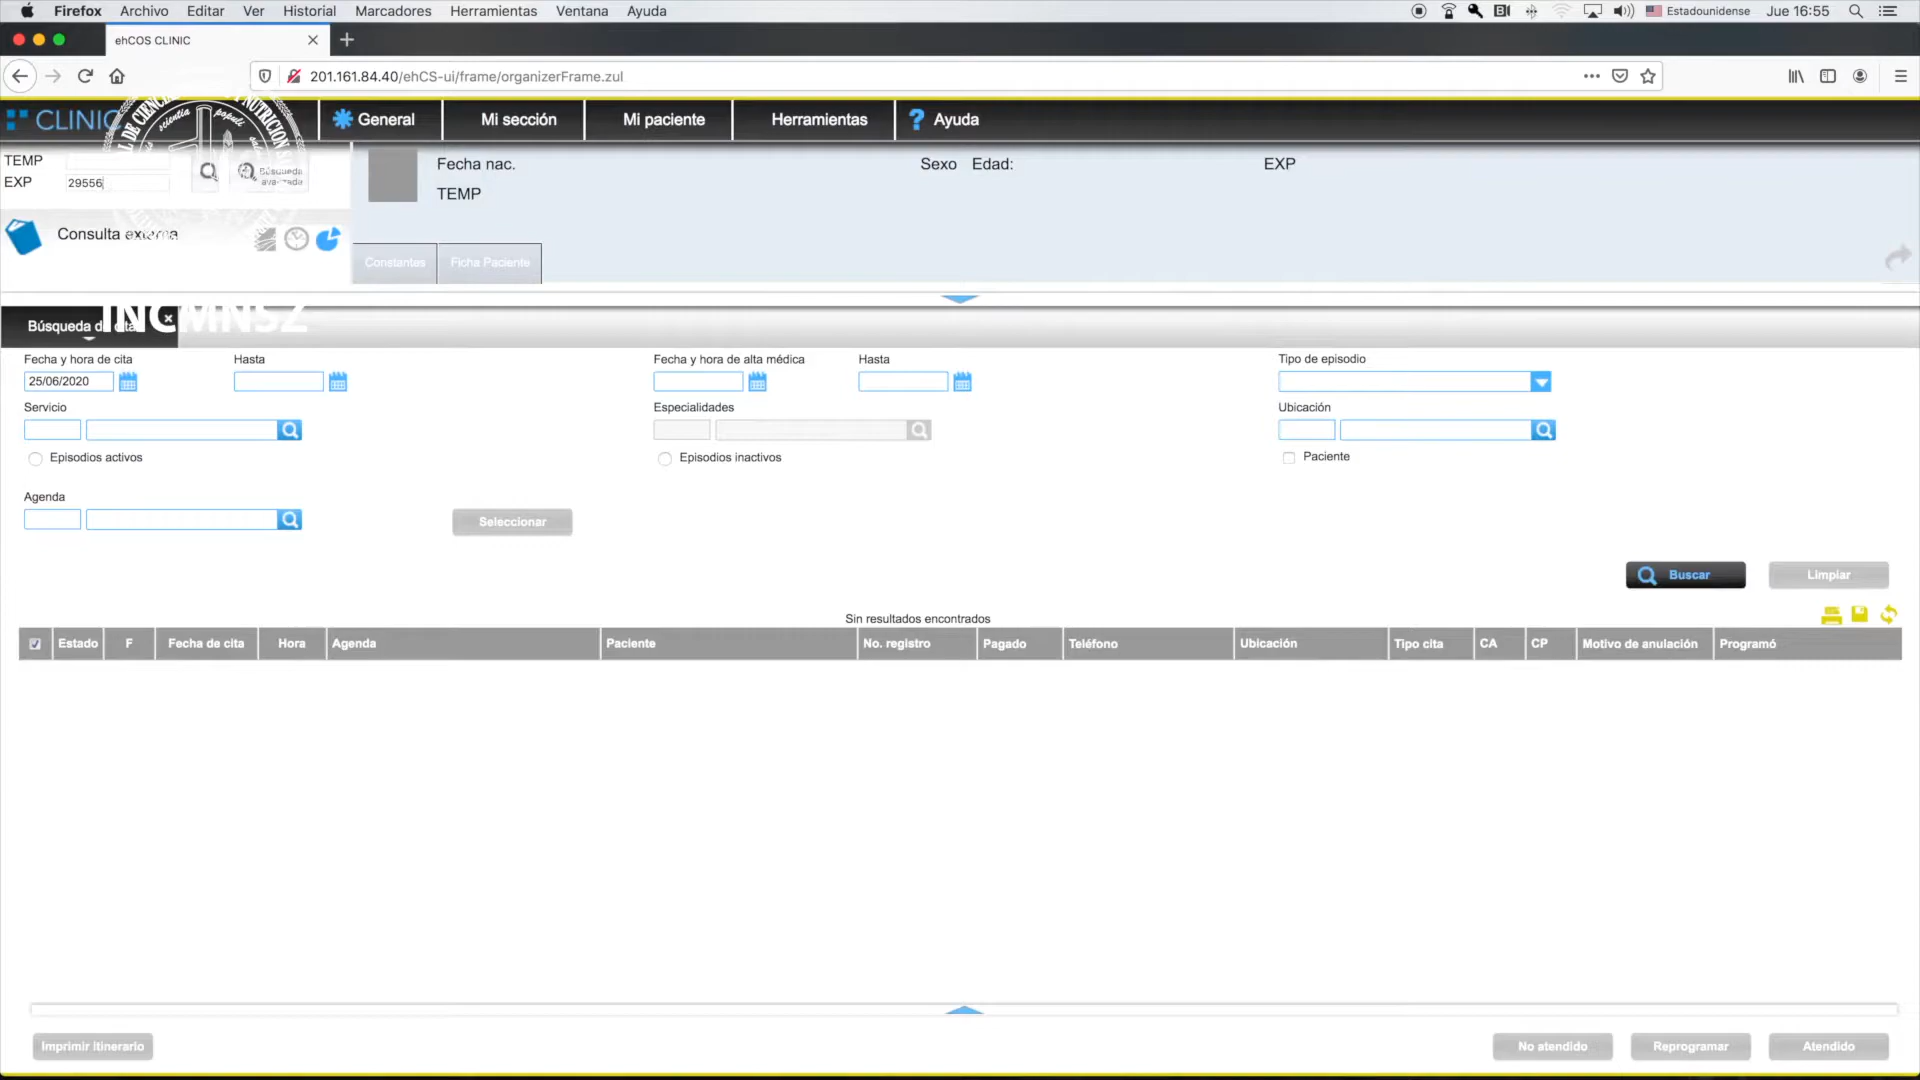 Firefox Archivo Editar Ver Historial Marcadores Herramientas Ventana Ayuda Estadounidense Jue 16:55
ehCOS CLINIC
201.161.84.40/ehCS-ui/frame/organizerFrame.zul
CLINIC General Mi sección Mi paciente Herramientas ? Ayuda
TEMP Fecha nac. Sexo Edad: EXP
EXP 29556 Búsqueda avanzada TEMP
Consulta externa
Constantes Ficha Paciente
INCMNSZ
Búsqueda de citas
Fecha y hora de cita Hasta Fecha y hora de alta médica Hasta Tipo de episodio
25/06/2020
Servicio Especialidades Ubicación
Episodios activos Episodios inactivos Paciente
Agenda
Seleccionar
Buscar Limpiar
Sin resultados encontrados
Estado F Fecha de cita Hora Agenda Paciente No. registro Pagado Teléfono Ubicación Tipo cita CA CP Motivo de anulación Programó
Imprimir itinerario No atendido Reprogramar Atendido